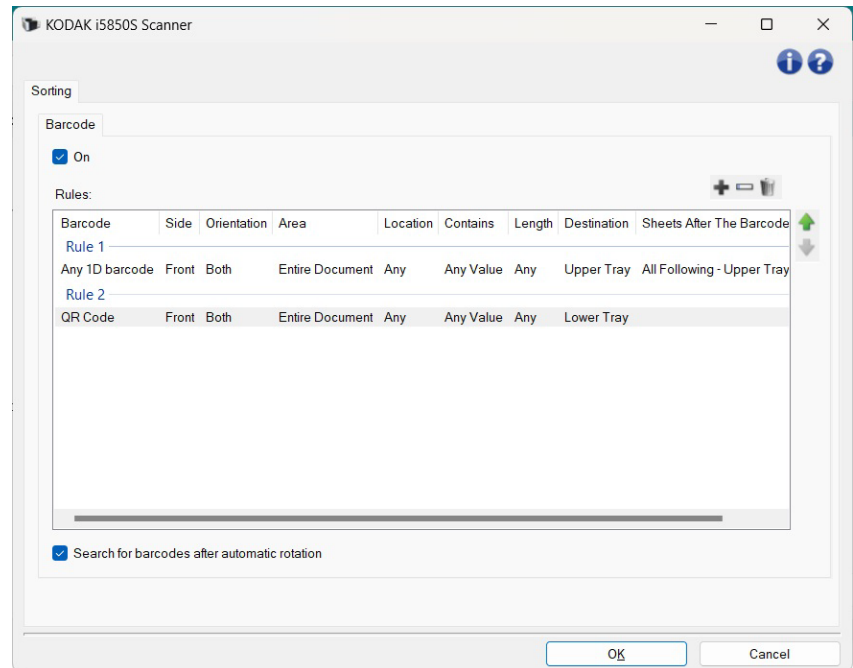 KODAK i5850S Scanner
Sorting
Barcode
On
Rules:
Barcode Side Orientation Area Location Contains Length Destination Sheets After The Barcode
Rule 1
Any 1D barcode Front Both Entire Document Any Any Value Any Upper Tray All Following - Upper Tray
Rule 2
QR Code Front Both Entire Document Any Any Value Any Lower Tray
Search for barcodes after automatic rotation
OK Cancel